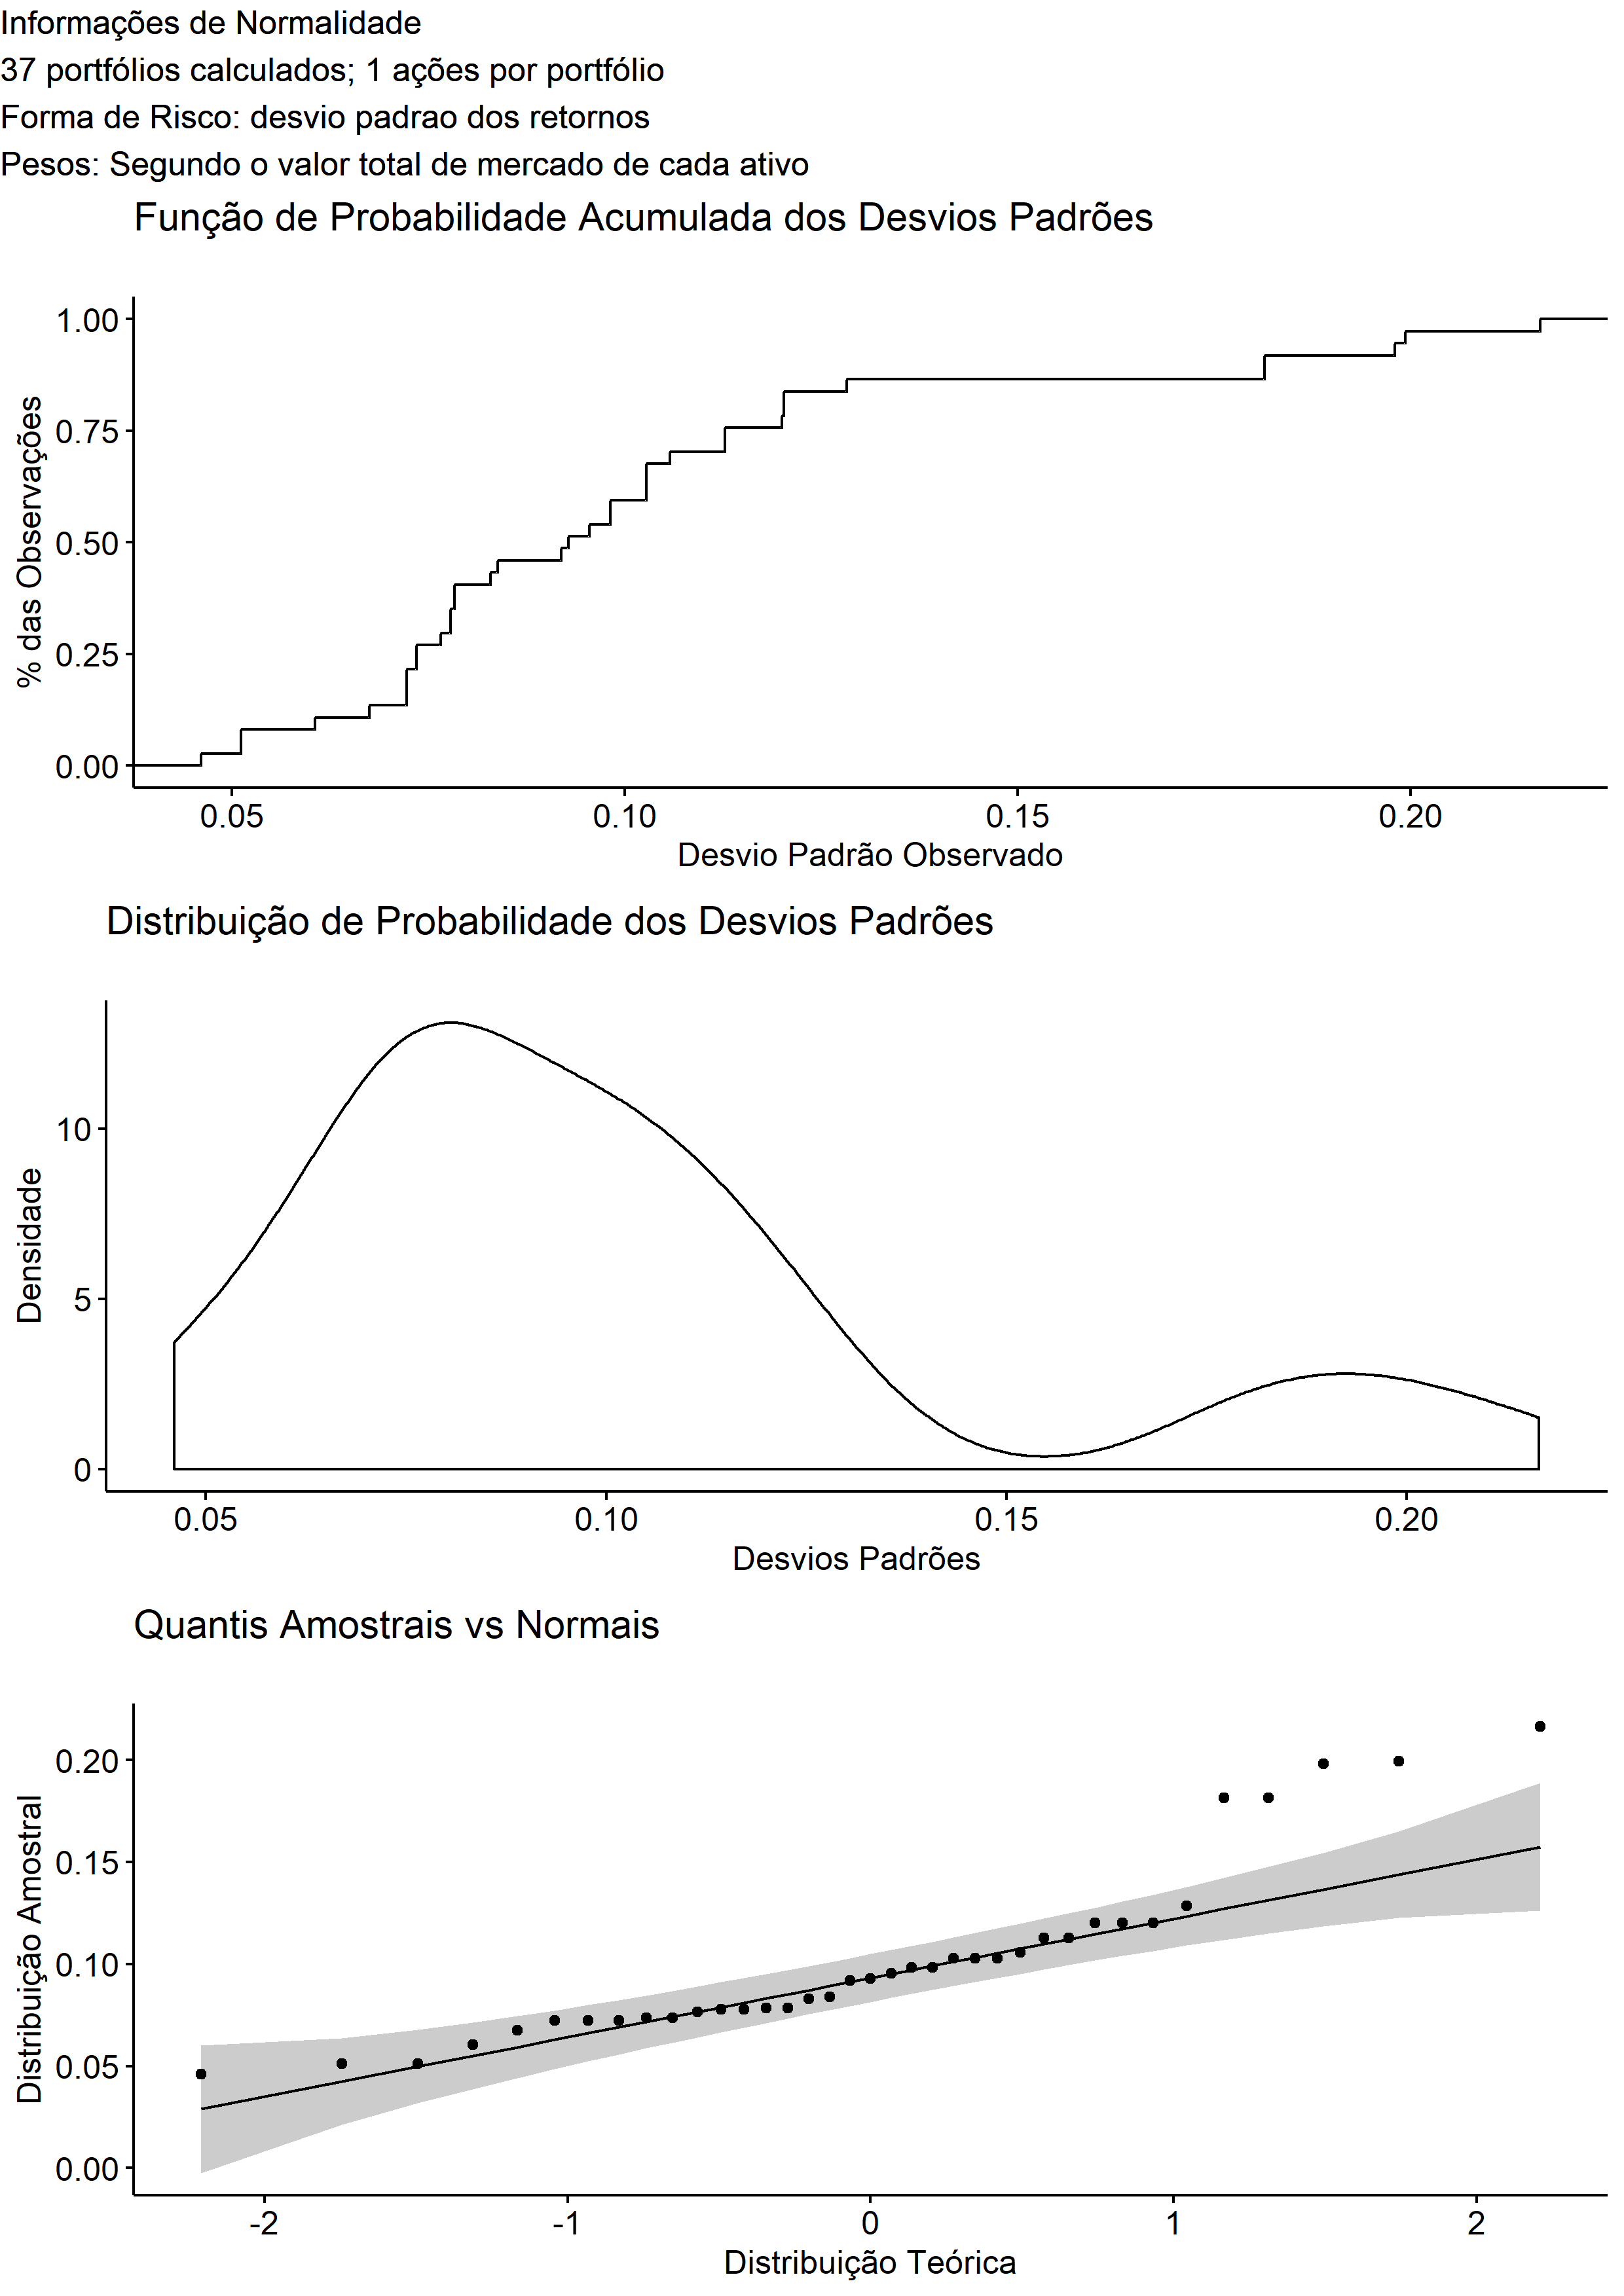 Informações de Normalidade
37 portfólios calculados; 1 ações por portfólio
Forma de Risco: desvio padrao dos retornos
Pesos: Segundo o valor total de mercado de cada ativo
Função de Probabilidade Acumulada dos Desvios Padrões
% das Observações
1.00
0.75
0.50
0.25
0.00
0.05 0.10 0.15 0.20
Desvio Padrão Observado
Distribuição de Probabilidade dos Desvios Padrões
Densidade
10
5
0
0.05 0.10 0.15 0.20
Desvios Padrões
Quantis Amostrais vs Normais
Distribuição Amostral
0.20
0.15
0.10
0.05
0.00
-2 -1 0 1 2
Distribuição Teórica